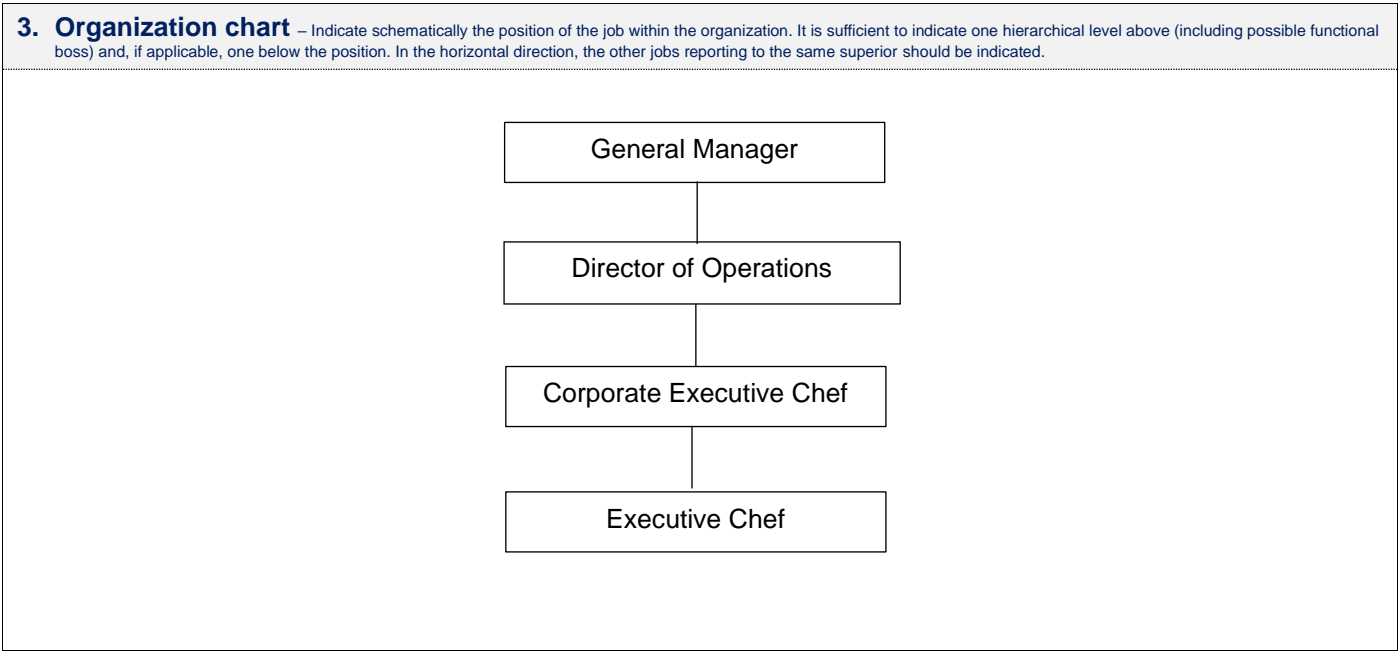 3. Organization chart – Indicate schematically the position of the job within the organization. It is sufficient to indicate one hierarchical level above (including possible functional
boss) and, if applicable, one below the position. In the horizontal direction, the other jobs reporting to the same superior should be indicated.
General Manager
Director of Operations
Corporate Executive Chef
Executive Chef